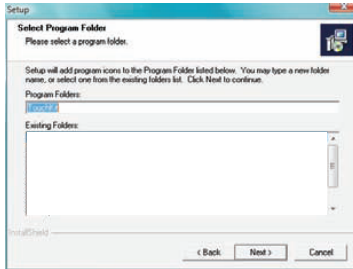 Setup
Select Program Folder
Please select a program folder.
Setup will add program icons to the Program Folder listed below. You may type a new folder
name, or select one from the existing folders list. Click Next to continue.
Program Folders:
TouchKit
Existing Folders:
InstallShield
< Back
Next >
Cancel